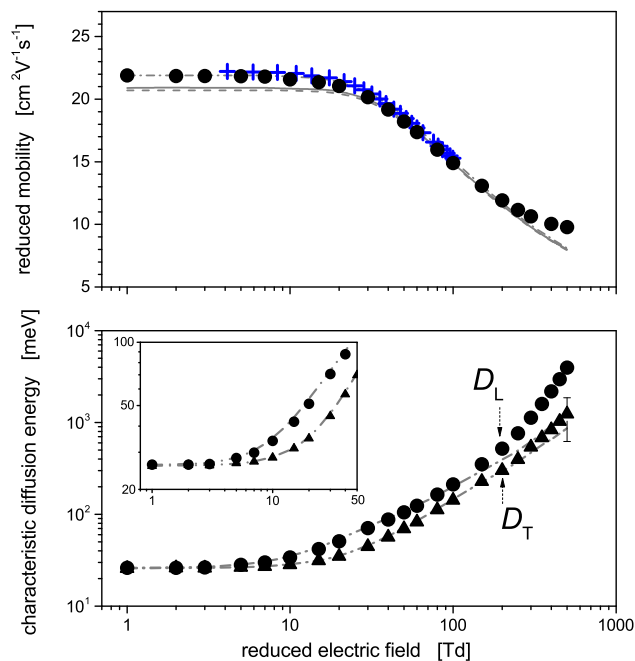 reduced mobility [cm²V⁻¹s⁻¹]
25
20
15
10
5
characteristic diffusion energy [meV]
10⁴
10³
10²
10¹
100
50
20
1 10 50
D_L
D_T
1 10 100 1000
reduced electric field [Td]